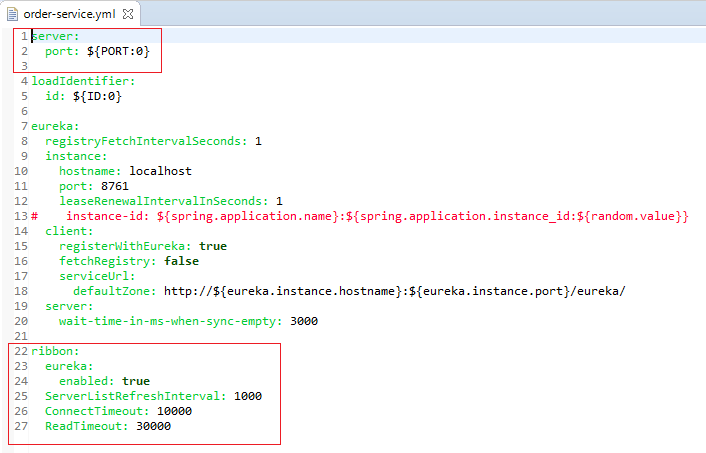 order-service.yml
1 server:
2   port: ${PORT:0}
3
4 loadIdentifier:
5   id: ${ID:0}
6
7 eureka:
8   registryFetchIntervalSeconds: 1
9   instance:
10     hostname: localhost
11     port: 8761
12     leaseRenewalIntervalInSeconds: 1
13 #    instance-id: ${spring.application.name}:${spring.application.instance_id:${random.value}}
14   client:
15     registerWithEureka: true
16     fetchRegistry: false
17     serviceUrl:
18       defaultZone: http://${eureka.instance.hostname}:${eureka.instance.port}/eureka/
19   server:
20     wait-time-in-ms-when-sync-empty: 3000
21
22 ribbon:
23   eureka:
24     enabled: true
25   ServerListRefreshInterval: 1000
26   ConnectTimeout: 10000
27   ReadTimeout: 30000